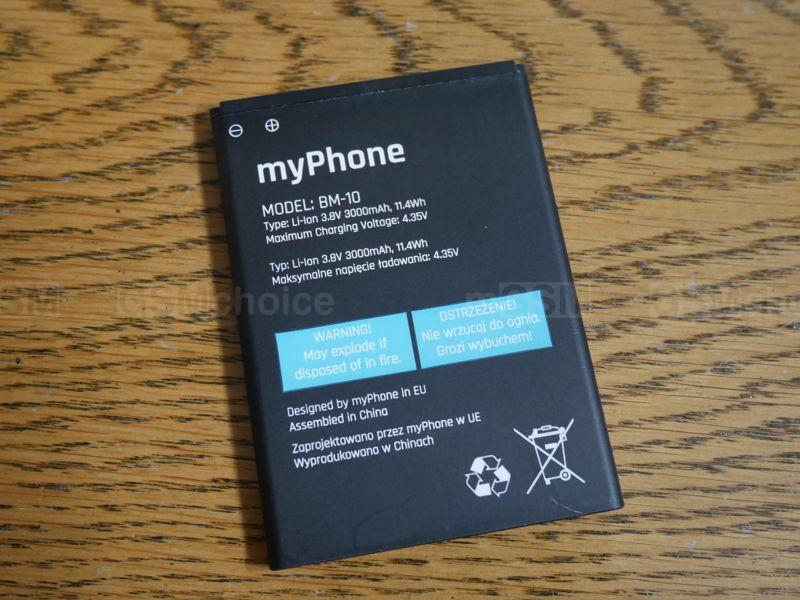 myPhone
MODEL: BM-10
Type: Li-Ion 3.8V 3000mAh, 11.4Wh
Maximum Charging Voltage: 4.35V
Typ: Li-Ion 3.8V 3000mAh, 11.4Wh
Maksymalne napięcie ładowania: 4.35V
WARNING!
May explode if
disposed of in fire.
OSTRZEŻENIE!
Nie wrzucaj do ognia.
Grozi wybuchem!
Designed by myPhone in EU
Assembled in China
Zaprojektowano przez myPhone w UE
Wyprodukowano w Chinach
GSMchoice